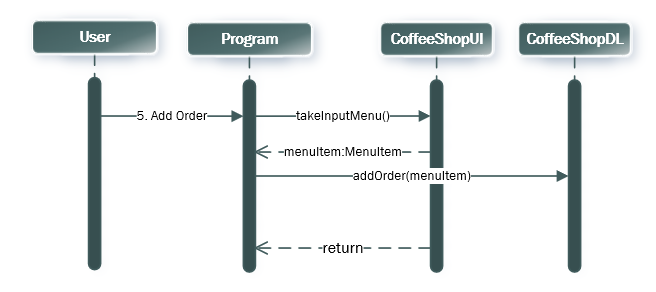 User
Program
CoffeeShopUI
CoffeeShopDL
5. Add Order
takeInputMenu()
menuItem:MenuItem
addOrder(menuItem)
return